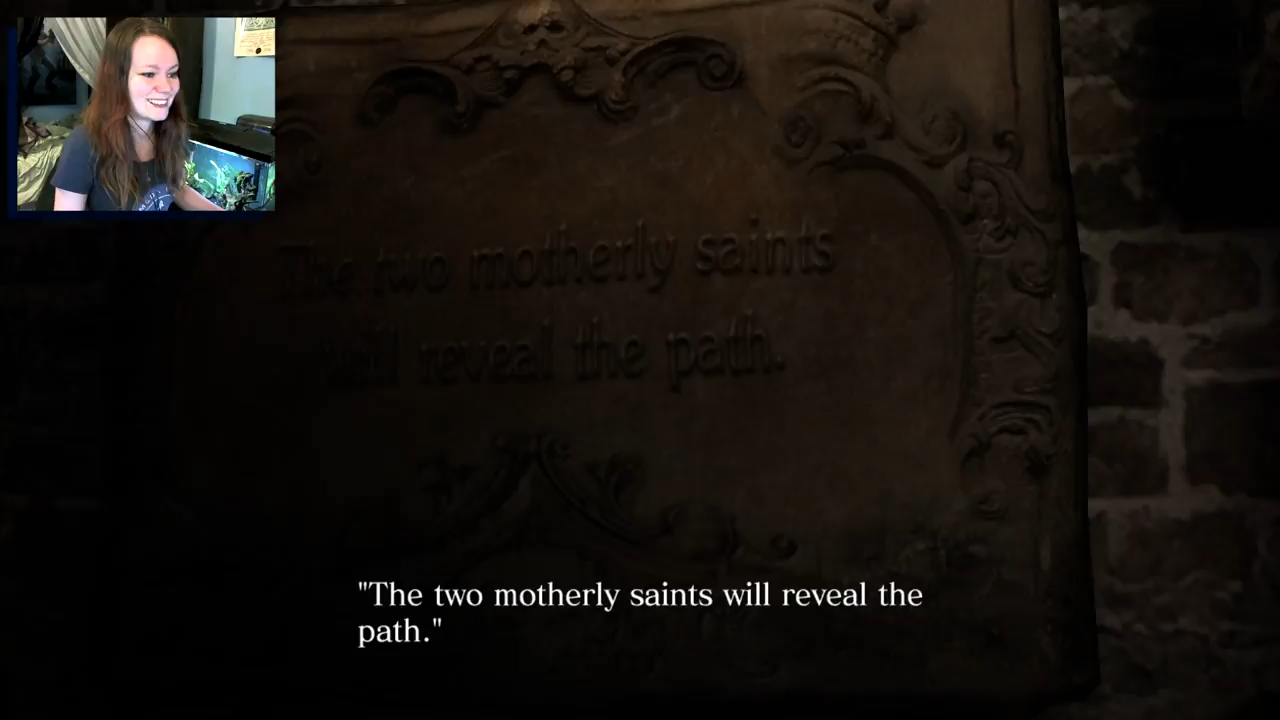 The two motherly saints
will reveal the path.
"The two motherly saints will reveal the
path."